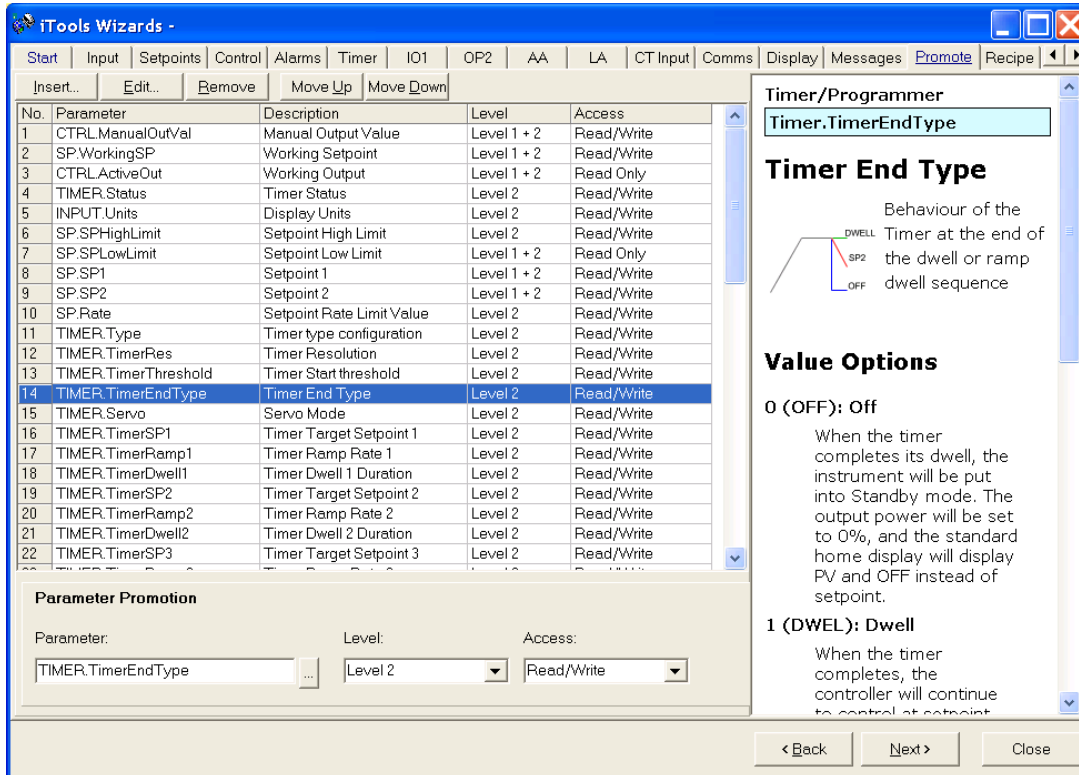 iTools Wizards -
Start Input Setpoints Control Alarms Timer IO1 OP2 AA LA CT Input Comms Display Messages Promote Recipe
Insert... Edit... Remove Move Up Move Down
No. Parameter Description Level Access
1 CTRL.ManualOutVal Manual Output Value Level 1 + 2 Read/Write
2 SP.WorkingSP Working Setpoint Level 1 + 2 Read/Write
3 CTRL.ActiveOut Working Output Level 1 + 2 Read Only
4 TIMER.Status Timer Status Level 2 Read/Write
5 INPUT.Units Display Units Level 2 Read/Write
6 SP.SPHighLimit Setpoint High Limit Level 1 + 2 Read/Write
7 SP.SPLowLimit Setpoint Low Limit Level 1 + 2 Read Only
8 SP.SP1 Setpoint 1 Level 1 + 2 Read/Write
9 SP.SP2 Setpoint 2 Level 1 + 2 Read/Write
10 SP.Rate Setpoint Rate Limit Value Level 2 Read/Write
11 TIMER.Type Timer type configuration Level 2 Read/Write
12 TIMER.TimerRes Timer Resolution Level 2 Read/Write
13 TIMER.TimerThreshold Timer Start threshold Level 2 Read/Write
14 TIMER.TimerEndType Timer End Type Level 2 Read/Write
15 TIMER.Servo Servo Mode Level 2 Read/Write
16 TIMER.TimerSP1 Timer Target Setpoint 1 Level 2 Read/Write
17 TIMER.TimerRamp1 Timer Ramp Rate 1 Level 2 Read/Write
18 TIMER.TimerDwell1 Timer Dwell 1 Duration Level 2 Read/Write
19 TIMER.TimerSP2 Timer Target Setpoint 2 Level 2 Read/Write
20 TIMER.TimerRamp2 Timer Ramp Rate 2 Level 2 Read/Write
21 TIMER.TimerDwell2 Timer Dwell 2 Duration Level 2 Read/Write
22 TIMER.TimerSP3 Timer Target Setpoint 3 Level 2 Read/Write
Parameter Promotion
Parameter: Level: Access:
TIMER.TimerEndType ... Level 2 Read/Write
Timer/Programmer
Timer.TimerEndType
Timer End Type
Behaviour of the
DWELL Timer at the end of
SP2 the dwell or ramp
OFF dwell sequence
Value Options
0 (OFF): Off
When the timer
completes its dwell, the
instrument will be put
into Standby mode. The
output power will be set
to 0%, and the standard
home display will display
PV and OFF instead of
setpoint.
1 (DWEL): Dwell
When the timer
completes, the
controller will continue
to control at setpoint
< Back Next > Close